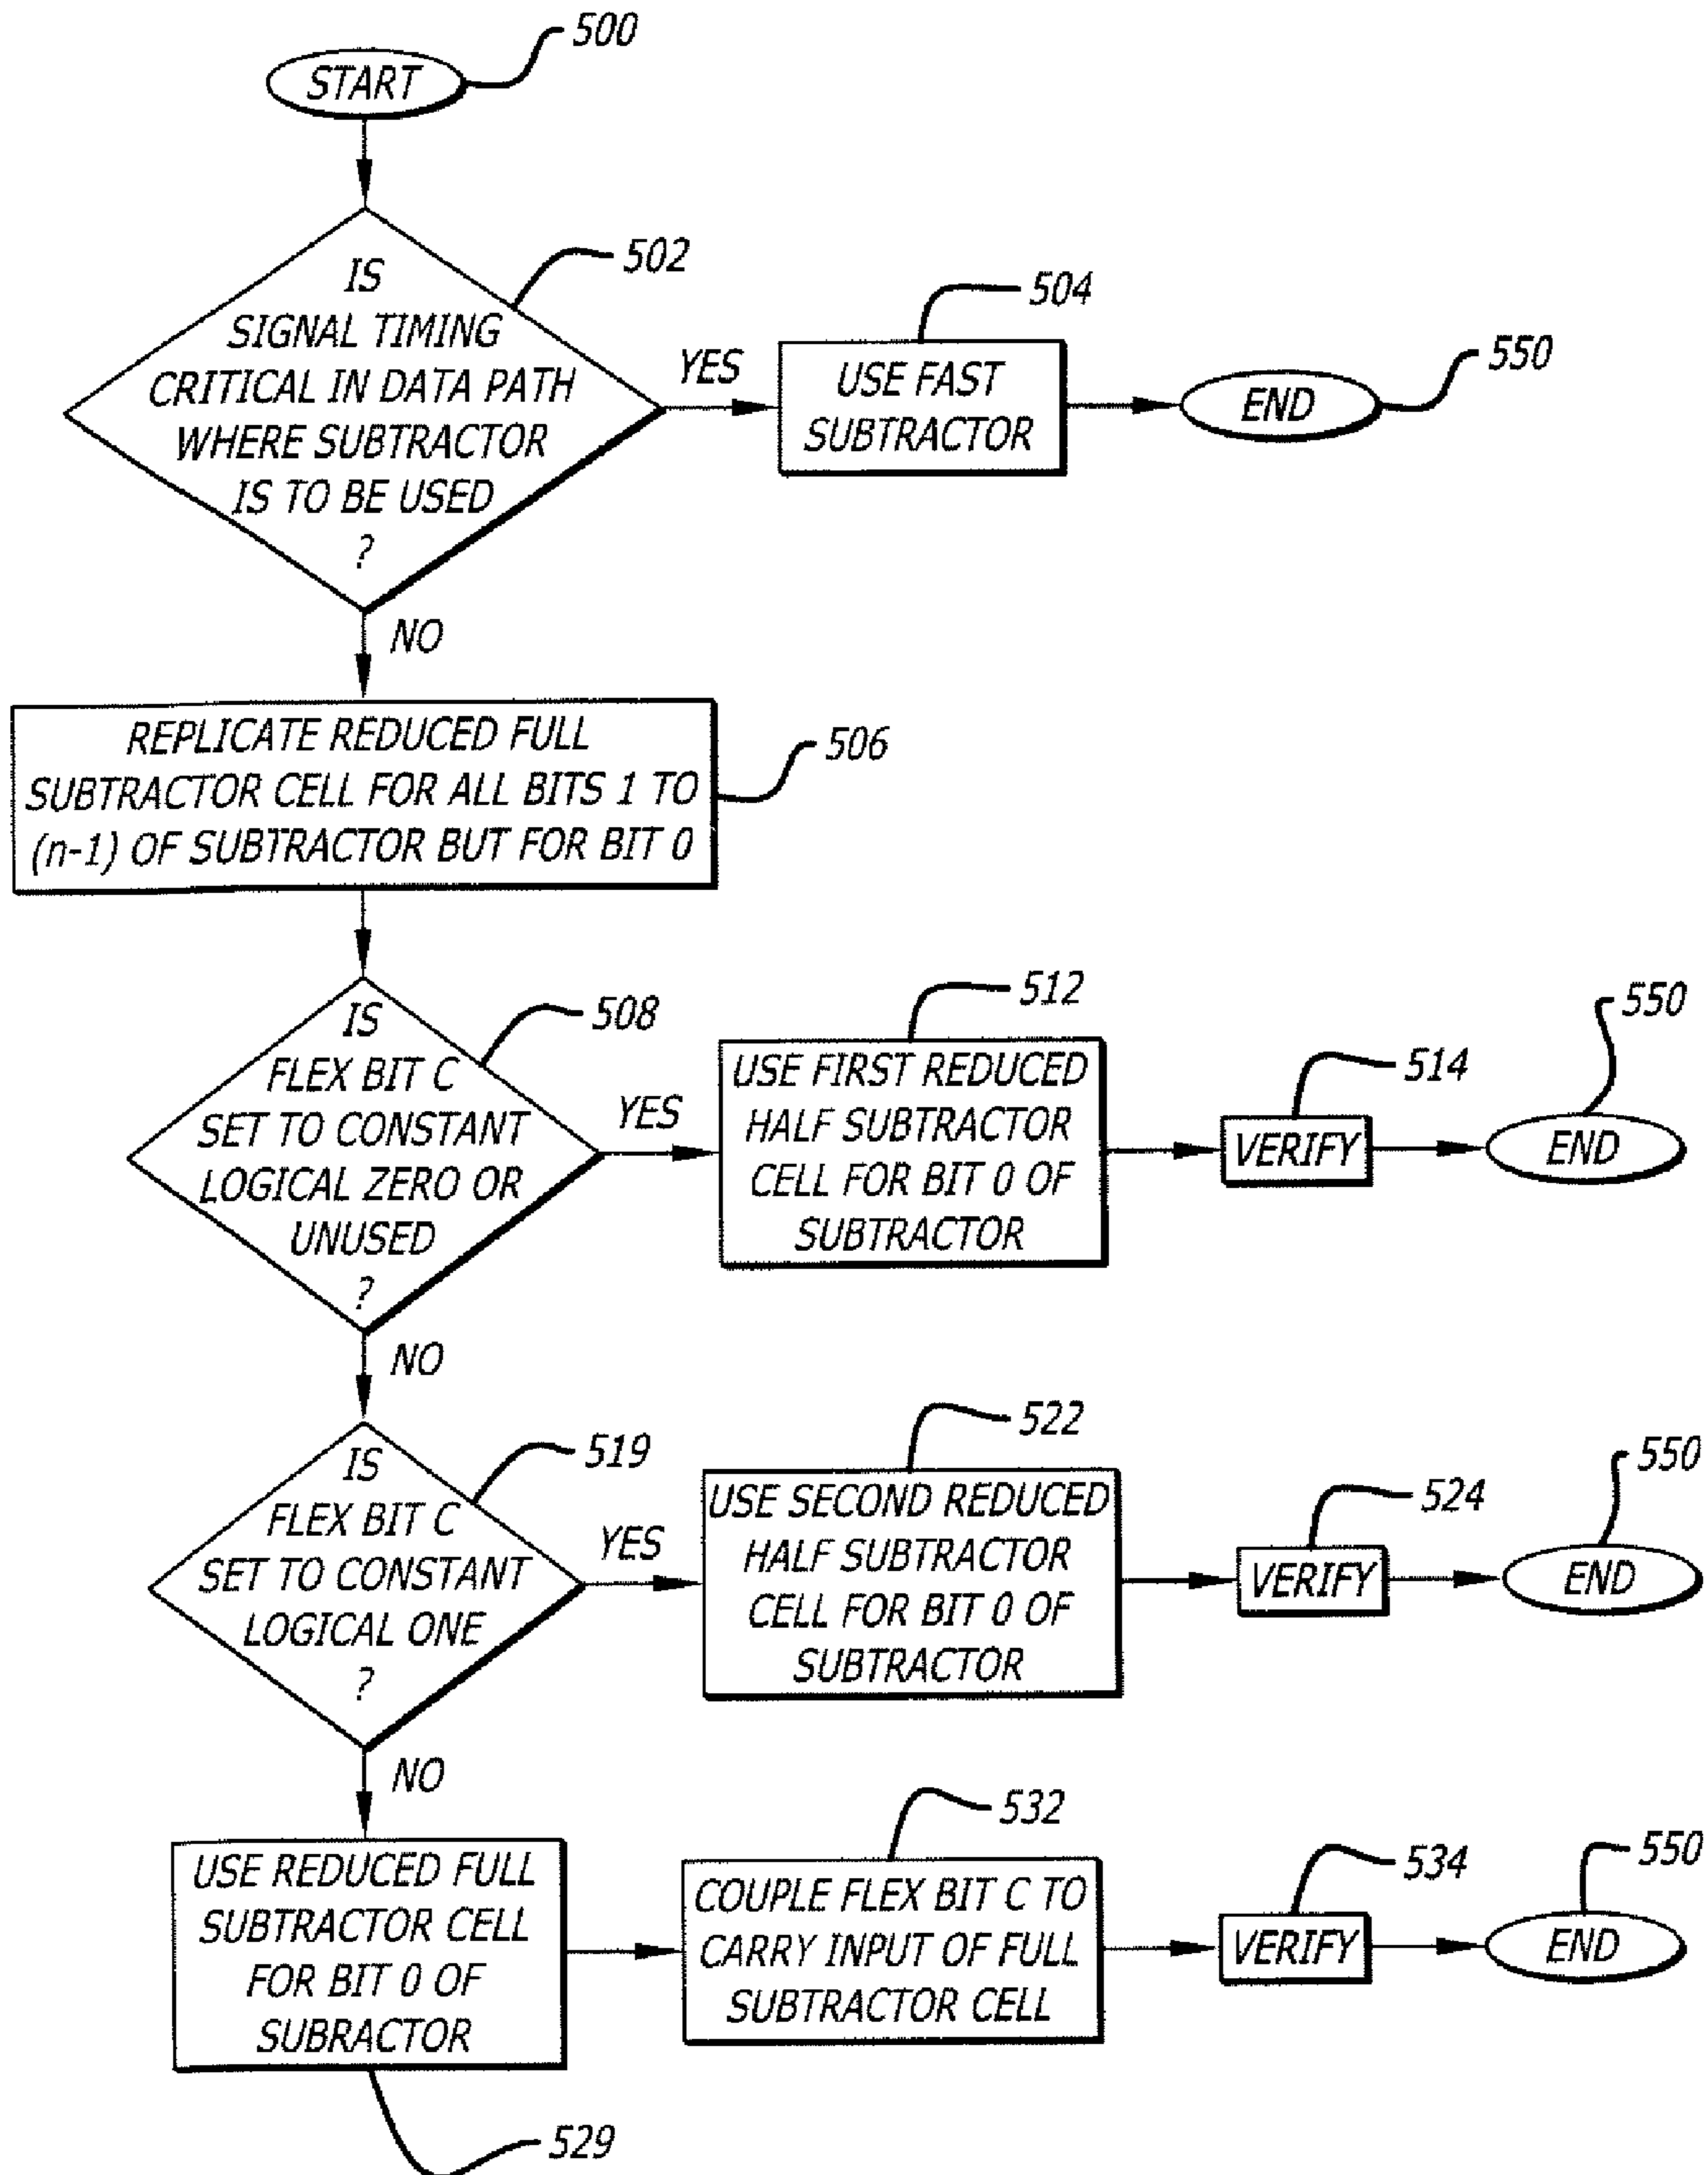 500
START
502
IS
SIGNAL TIMING
CRITICAL IN DATA PATH
WHERE SUBTRACTOR
IS TO BE USED
?
YES
504
USE FAST
SUBTRACTOR
550
END
NO
506
REPLICATE REDUCED FULL
SUBTRACTOR CELL FOR ALL BITS 1 TO
(n-1) OF SUBTRACTOR BUT FOR BIT 0
508
IS
FLEX BIT C
SET TO CONSTANT
LOGICAL ZERO OR
UNUSED
?
YES
512
USE FIRST REDUCED
HALF SUBTRACTOR
CELL FOR BIT 0 OF
SUBTRACTOR
514
VERIFY
550
END
NO
519
IS
FLEX BIT C
SET TO CONSTANT
LOGICAL ONE
?
YES
522
USE SECOND REDUCED
HALF SUBTRACTOR
CELL FOR BIT 0 OF
SUBTRACTOR
524
VERIFY
550
END
NO
USE REDUCED FULL
SUBTRACTOR CELL
FOR BIT 0 OF
SUBRACTOR
529
532
COUPLE FLEX BIT C TO
CARRY INPUT OF FULL
SUBTRACTOR CELL
534
VERIFY
550
END